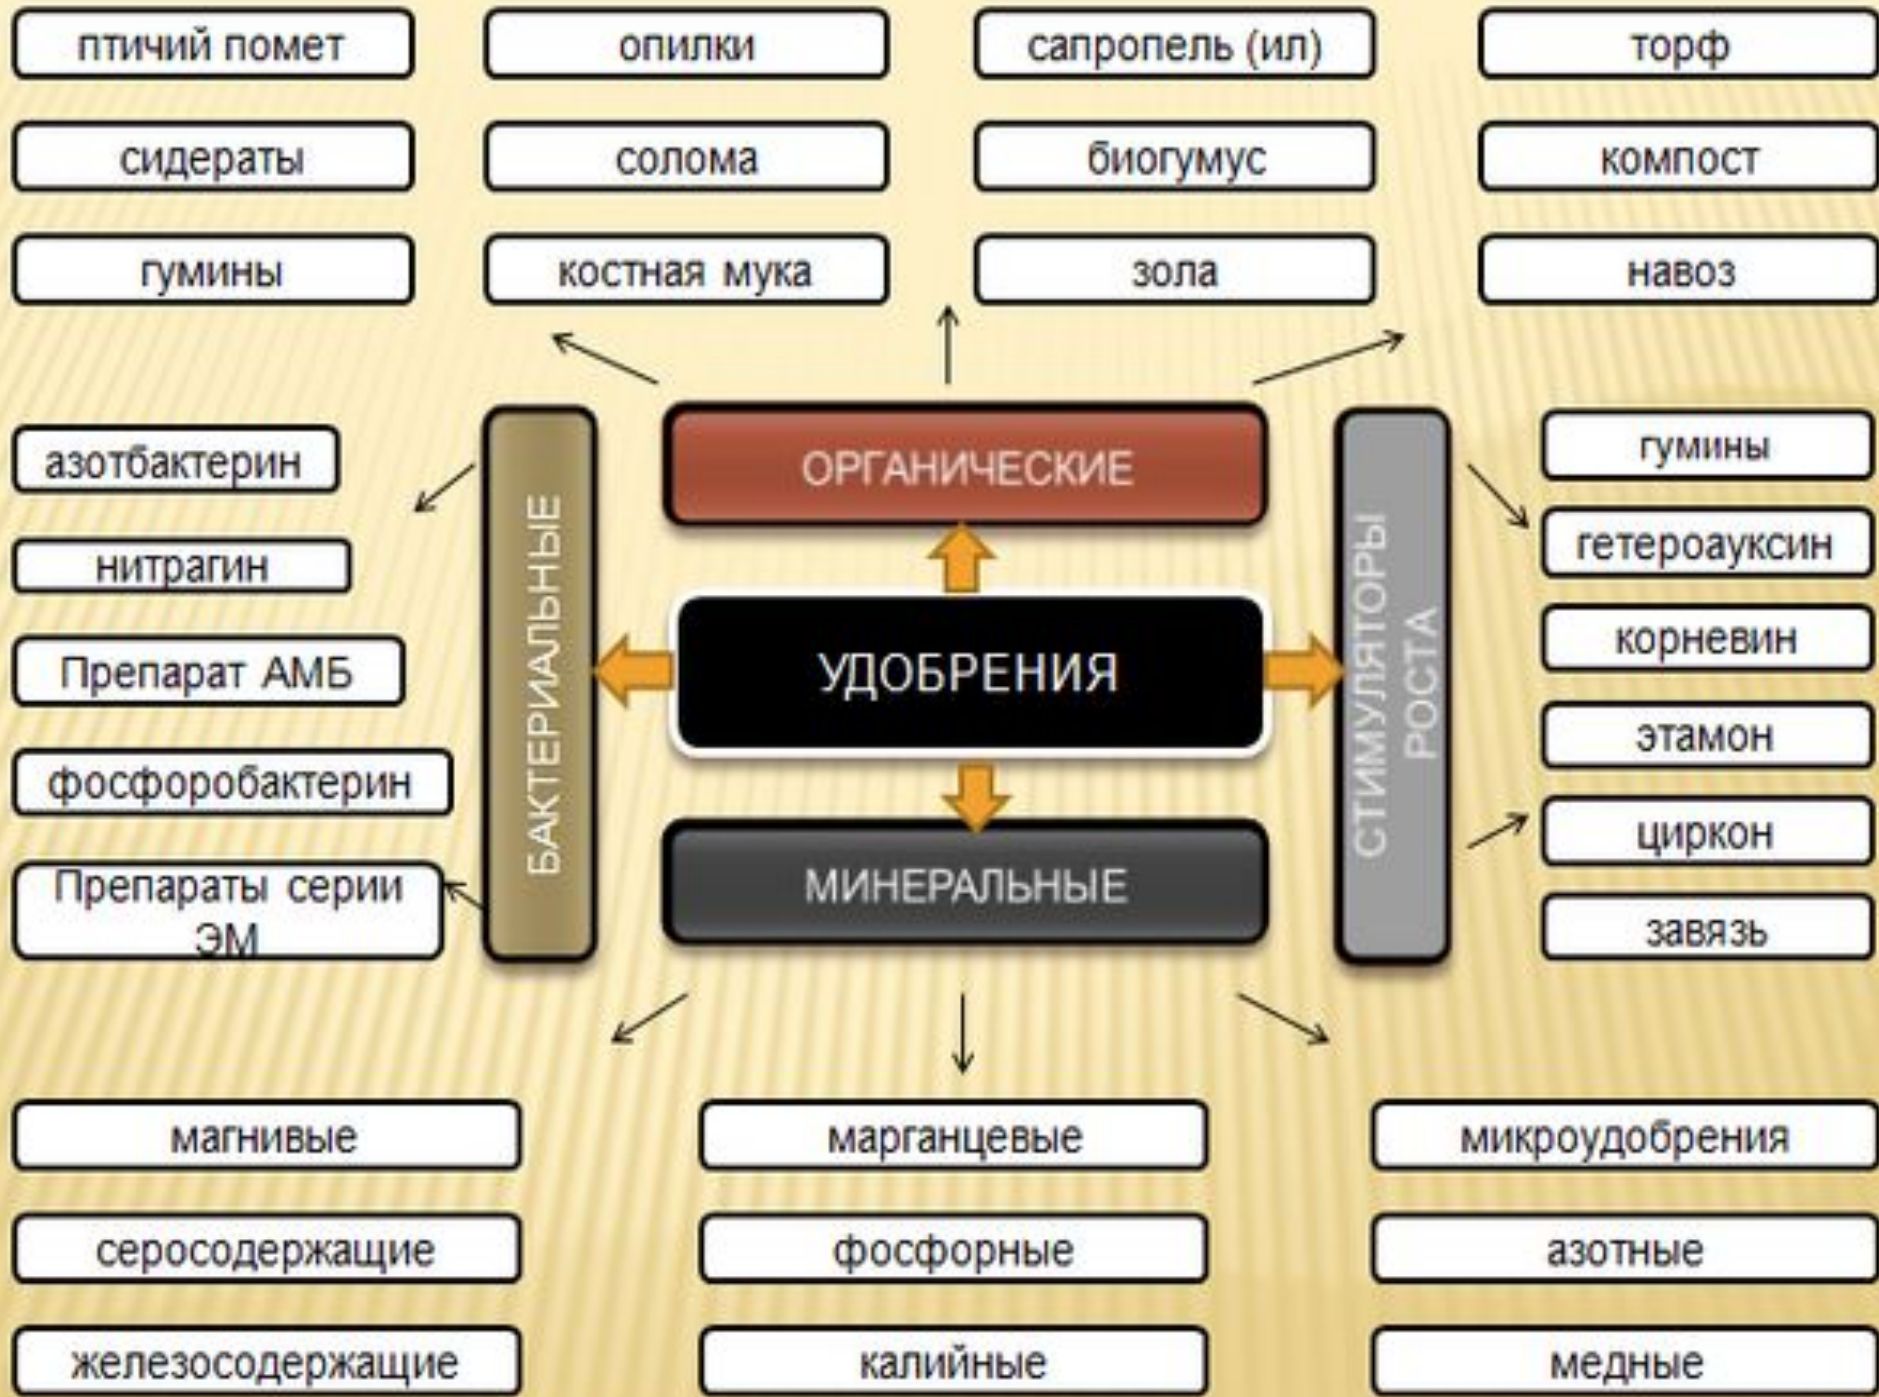 птичий помет
опилки
сапропель (ил)
торф
сидераты
солома
биогумус
компост
гумины
костная мука
зола
навоз
азотбактерин
нитрагин
Препарат АМБ
фосфоробактерин
Препараты серии
ЭМ
БАКТЕРИАЛЬНЫЕ
ОРГАНИЧЕСКИЕ
УДОБРЕНИЯ
МИНЕРАЛЬНЫЕ
СТИМУЛЯТОРЫ
РОСТА
гумины
гетероауксин
корневин
этамон
циркон
завязь
магнивые
марганцевые
микроудобрения
серосодержащие
фосфорные
азотные
железосодержащие
калийные
медные